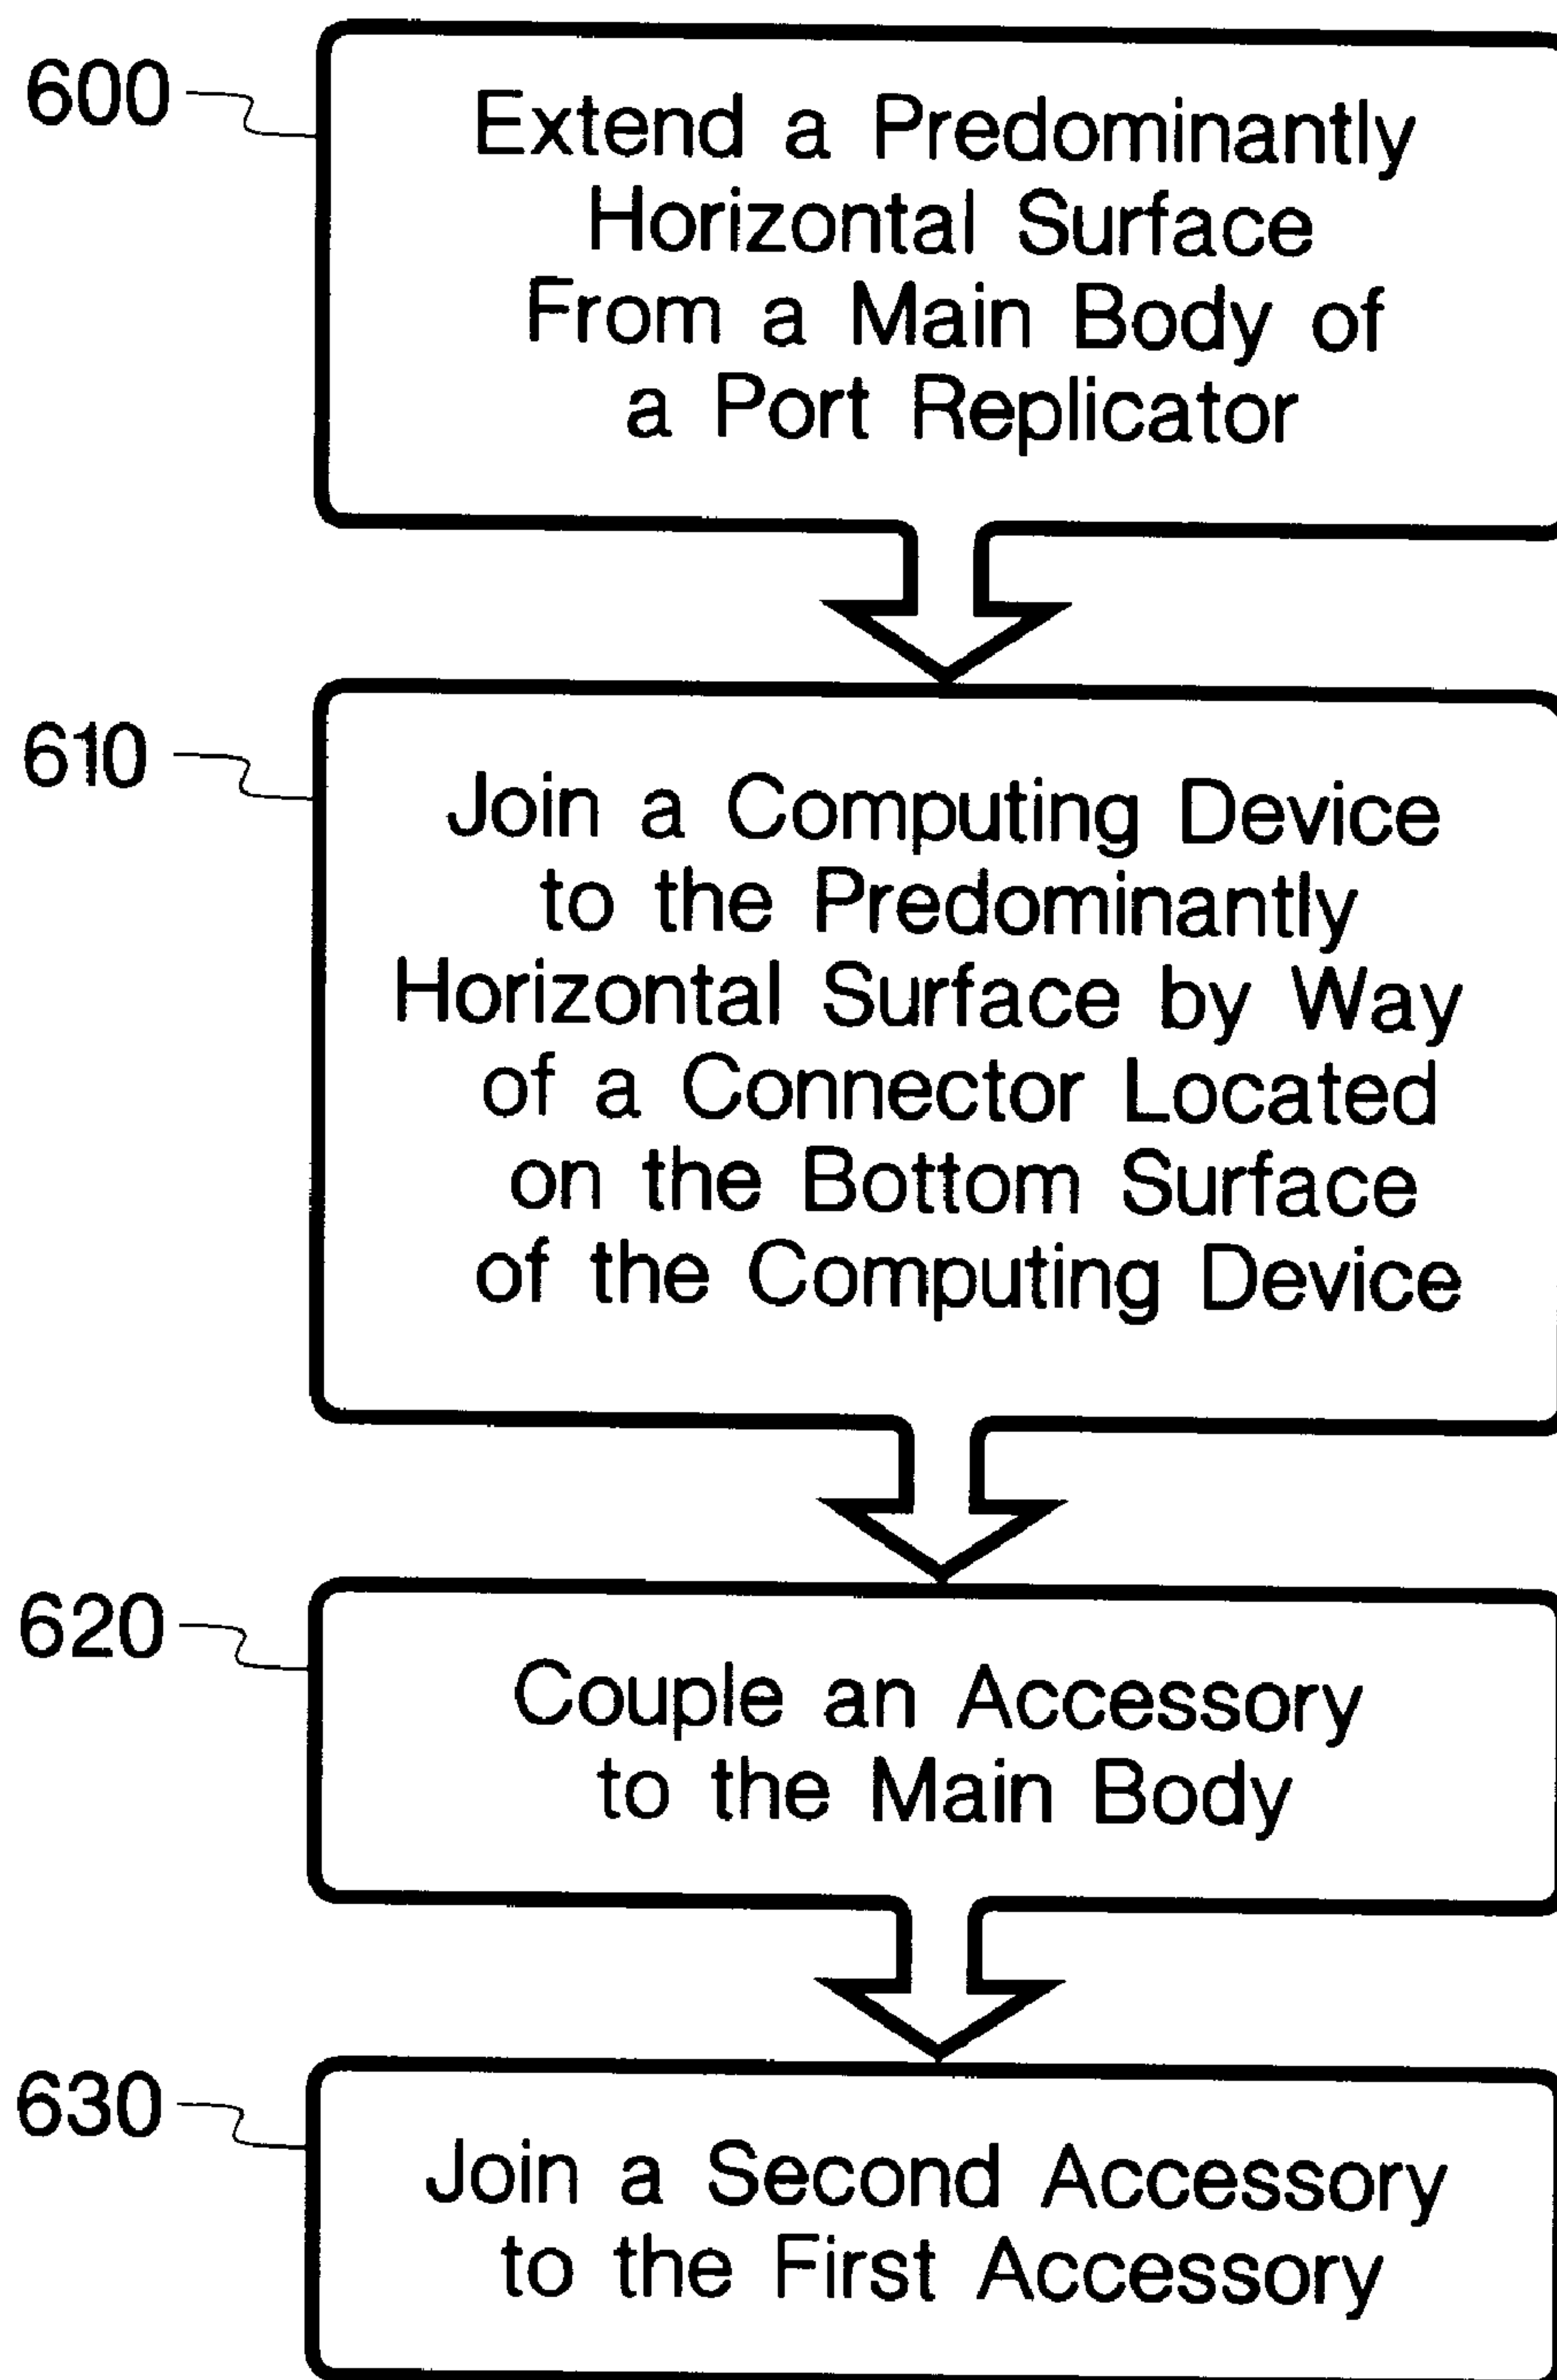 600
Extend a Predominantly
Horizontal Surface
From a Main Body of
a Port Replicator
610
Join a Computing Device
to the Predominantly
Horizontal Surface by Way
of a Connector Located
on the Bottom Surface
of the Computing Device
620
Couple an Accessory
to the Main Body
630
Join a Second Accessory
to the First Accessory